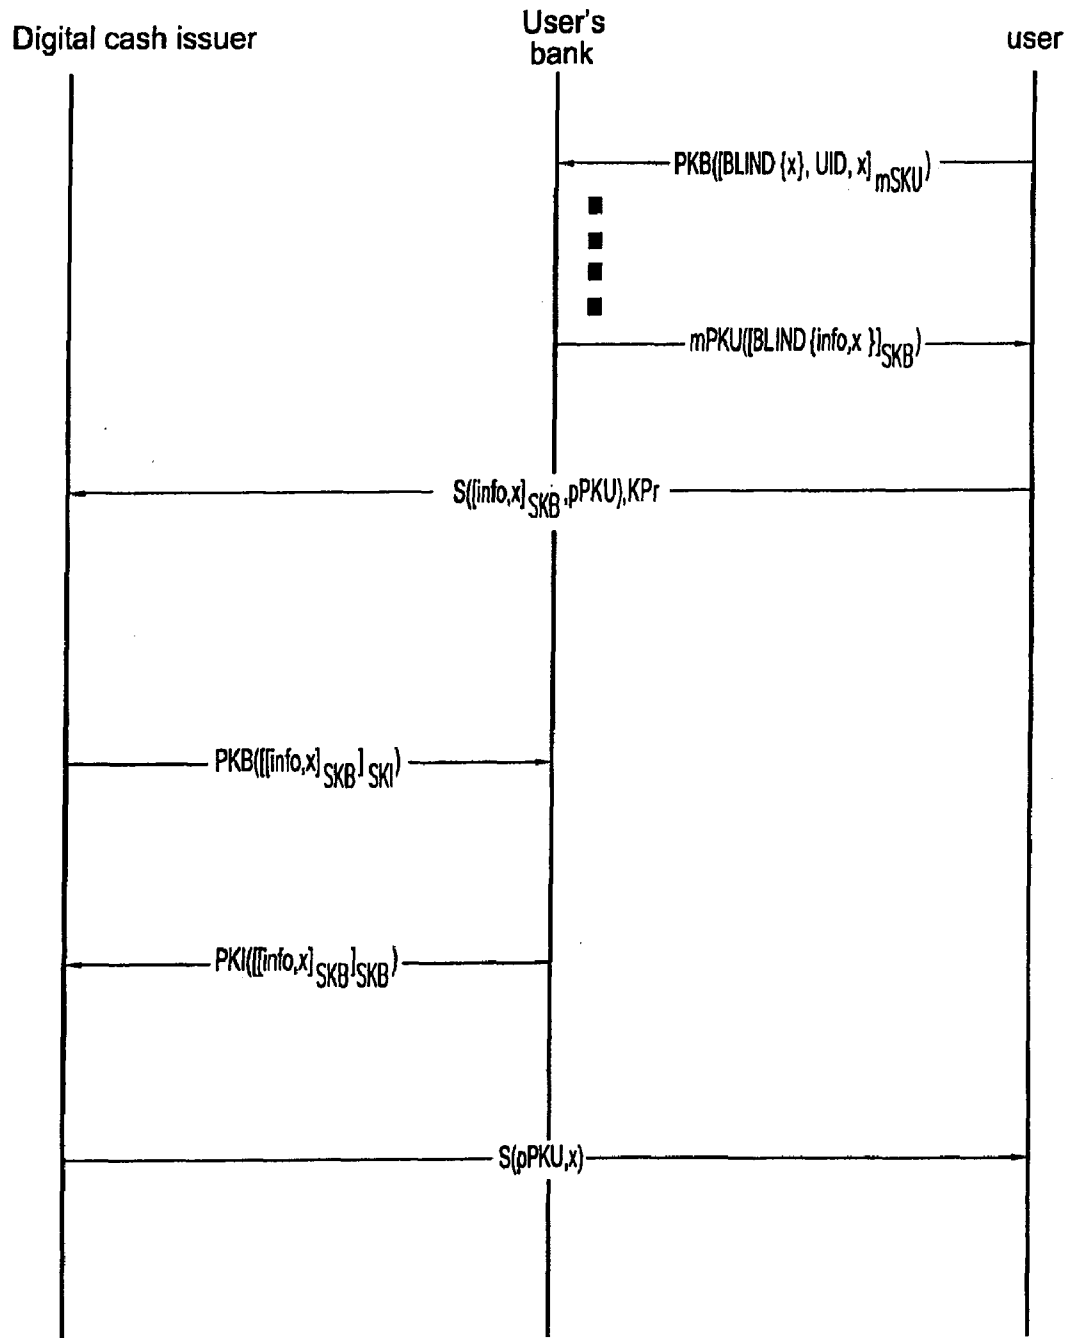 Digital cash issuer
User's
bank
user
PKB([BLIND {x}, UID, x]mSKU)
mPKU([BLIND {info,x }]SKB)
S([info,x]SKB,pPKU),KPr
PKB([[info,x]SKB]SKI)
PKI([[info,x]SKB]SKB)
S(pPKU,x)